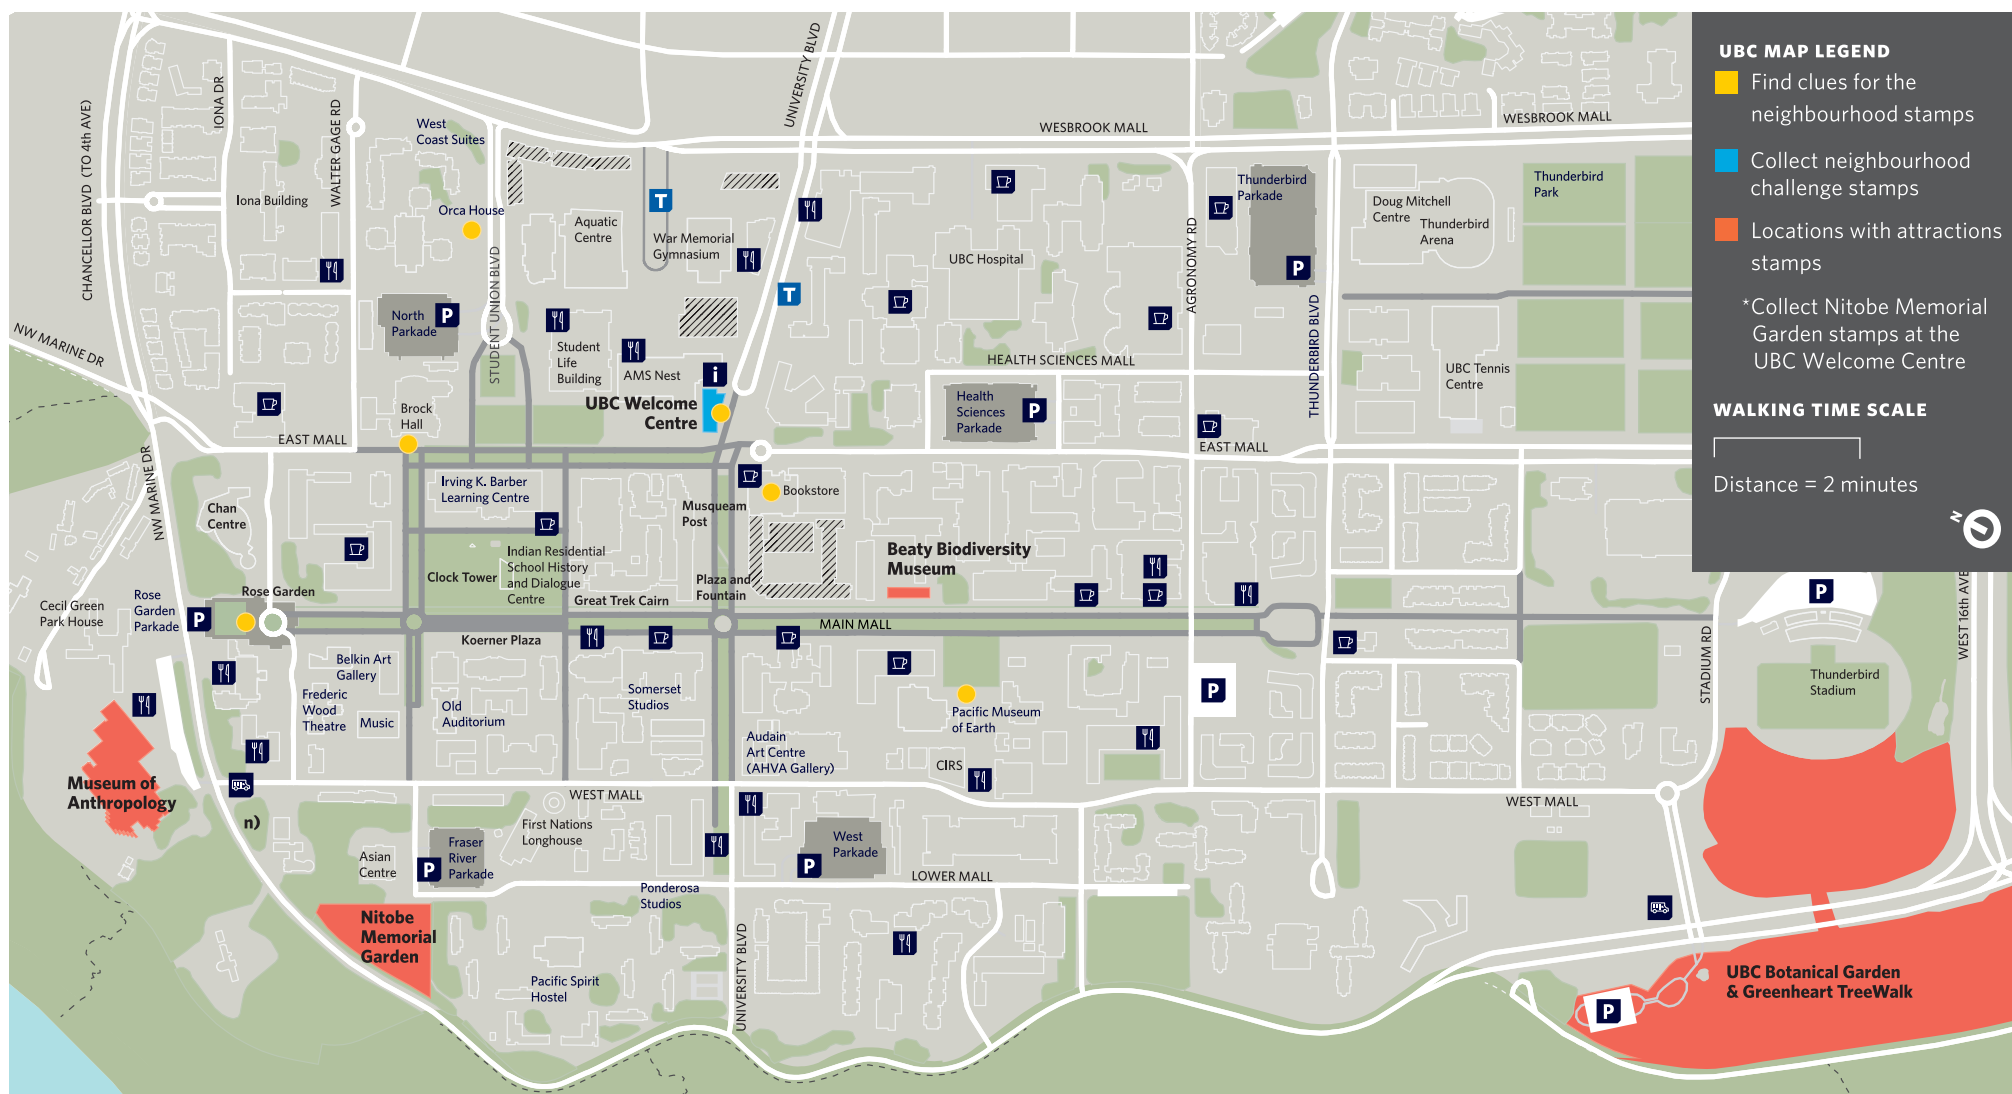 UBC MAP LEGEND
Find clues for the
neighbourhood stamps
Collect neighbourhood
challenge stamps
Locations with attractions
stamps
*Collect Nitobe Memorial
Garden stamps at the
UBC Welcome Centre
WALKING TIME SCALE
Distance = 2 minutes
N
CHANCELLOR BLVD (TO 4th AVE)
IONA DR
WALTER GAGE RD
UNIVERSITY BLVD
WESBROOK MALL
WESBROOK MALL
West
Coast Suites
Iona Building
Orca House
T
Aquatic
Centre
War Memorial
Gymnasium
T
UBC Hospital
AGRONOMY RD
Thunderbird
Parkade
P
THUNDERBIRD BLVD
Doug Mitchell
Centre
Thunderbird
Arena
Thunderbird
Park
NW MARINE DR
North
Parkade
P
STUDENT UNION BLVD
Student
Life
Building
AMS Nest
i
UBC Welcome
Centre
HEALTH SCIENCES MALL
Health
Sciences
Parkade
P
UBC Tennis
Centre
Brock
Hall
EAST MALL
EAST MALL
NW MARINE DR
Irving K. Barber
Learning Centre
Bookstore
Musqueam
Post
Chan
Centre
Clock Tower
Indian Residential
School History
and Dialogue
Centre
Beaty Biodiversity
Museum
Plaza and
Fountain
Great Trek Cairn
Rose Garden
Rose
Garden
Parkade
P
Cecil Green
Park House
MAIN MALL
Koerner Plaza
Belkin Art
Gallery
Frederic
Wood
Theatre
Music
Old
Auditorium
Somerset
Studios
Audain
Art Centre
(AHVA Gallery)
Pacific Museum
of Earth
CIRS
P
STADIUM RD
P
WEST 16th AVE
Thunderbird
Stadium
Museum of
Anthropology
n)
WEST MALL
WEST MALL
First Nations
Longhouse
Fraser
River
Parkade
P
Asian
Centre
West
Parkade
P
LOWER MALL
Ponderosa
Studios
Nitobe
Memorial
Garden
UNIVERSITY BLVD
Pacific Spirit
Hostel
UBC Botanical Garden
& Greenheart TreeWalk
P